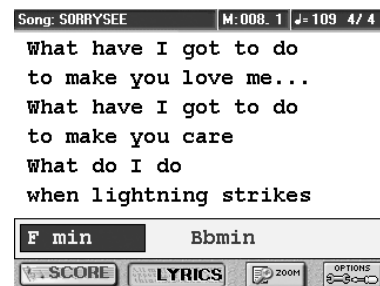 Song: SORRYSEE M:008.1 ♩=109 4/4
What have I got to do
to make you love me...
What have I got to do
to make you care
What do I do
when lightning strikes
F min Bbmin
SCORE LYRICS ZOOM OPTIONS